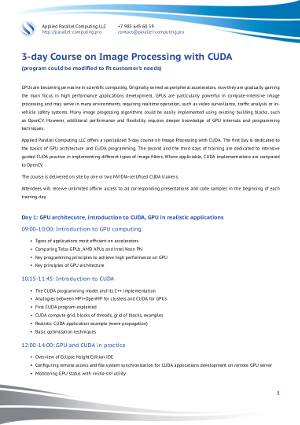 Applied Parallel Computing LLC
http://parallel-computing.pro
+7 985 645 63 59
contact@parallel-computing.pro
3-day Course on Image Processing with CUDA
(program could be modified to fit customer's needs)
GPUs are becoming pervasive in scientific computing. Originally served as peripheral accelerators, now they are gaining
the main focus in high performance applications development. GPUs are particularly powerful in compute-intensive image
processing and may serve in many environments requiring realtime operation, such as video surveillance, traffic analysis or in-
vehicle safety systems. Many image processing algorithms could be easily implemented using existing building blocks, such
as OpenCV. However, additional performance and flexibility requires deeper knowledge of GPU internals and programming
techniques.
Applied Parallel Computing LLC offers a specialized 3-day course on Image Processing with CUDA. The first day is dedicated
to the basics of GPU architecture and CUDA programming. The second and the third days of training are dedicated to intensive
guided CUDA practice in implementing different types of image filters. Where applicable, CUDA implementations are compared
to OpenCV.
The course is delivered on site by one or two NVIDIA-certified CUDA trainers.
Attendees will receive unlimited offline access to all corresponding presentations and code samples in the beginning of each
training day.
Day 1: GPU architecture, introduction to CUDA, GPU in realistic applications
09:00-10:00: Introduction to GPU computing
• Types of applications most efficient on accelerators
• Comparing Tesla GPUs, AMD APUs and Intel Xeon Phi
• Key programming principles to achieve high performance on GPU
• Key principles of GPU architecture
10:15-11:45: Introduction to CUDA
• The CUDA programming model and its C++ implementation
• Analogies between MPI+OpenMP for clusters and CUDA for GPUs
• First CUDA program explained
• CUDA compute grid, blocks of threads, grid of blocks, examples
• Realistic CUDA application example (wave propagation)
• Basic optimization techniques
12:00-14:00: GPU and CUDA in practice
• Overview of Eclipse Nsight Edition IDE
• Configuring remote access and file system synchronization for CUDA applications development on remote GPU server
• Monitoring GPU status with nvidia-smi utility
1